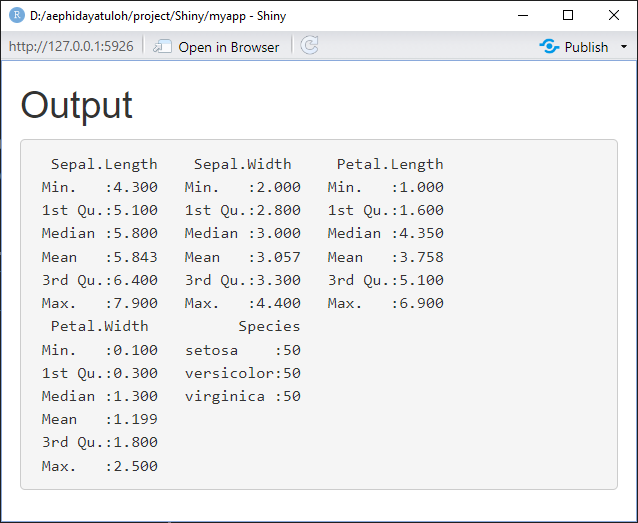 R D:/aephidayatuloh/project/Shiny/myapp - Shiny
http://127.0.0.1:5926 Open in Browser Publish
Output
Sepal.Length Sepal.Width Petal.Length
Min. :4.300 Min. :2.000 Min. :1.000
1st Qu.:5.100 1st Qu.:2.800 1st Qu.:1.600
Median :5.800 Median :3.000 Median :4.350
Mean :5.843 Mean :3.057 Mean :3.758
3rd Qu.:6.400 3rd Qu.:3.300 3rd Qu.:5.100
Max. :7.900 Max. :4.400 Max. :6.900
Petal.Width Species
Min. :0.100 setosa :50
1st Qu.:0.300 versicolor:50
Median :1.300 virginica :50
Mean :1.199
3rd Qu.:1.800
Max. :2.500